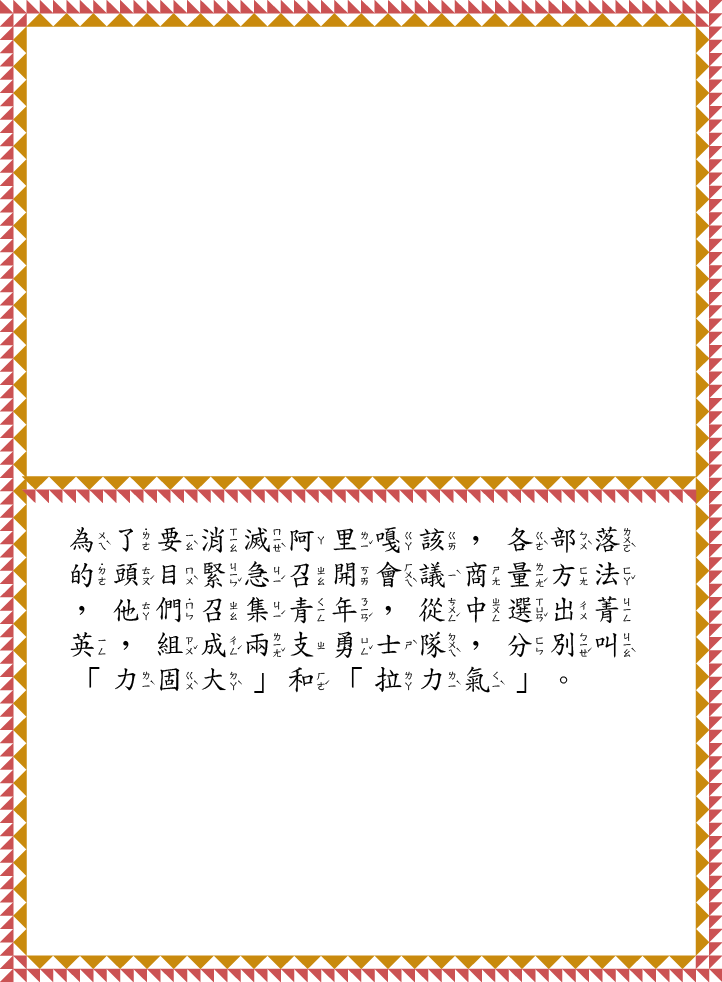 為了要消滅阿里嘎該，各部落
的頭目緊急召開會議商量方法
，他們召集青年，從中選出菁
英，組成兩支勇士隊，分別叫
「力固大」和「拉力氣」。